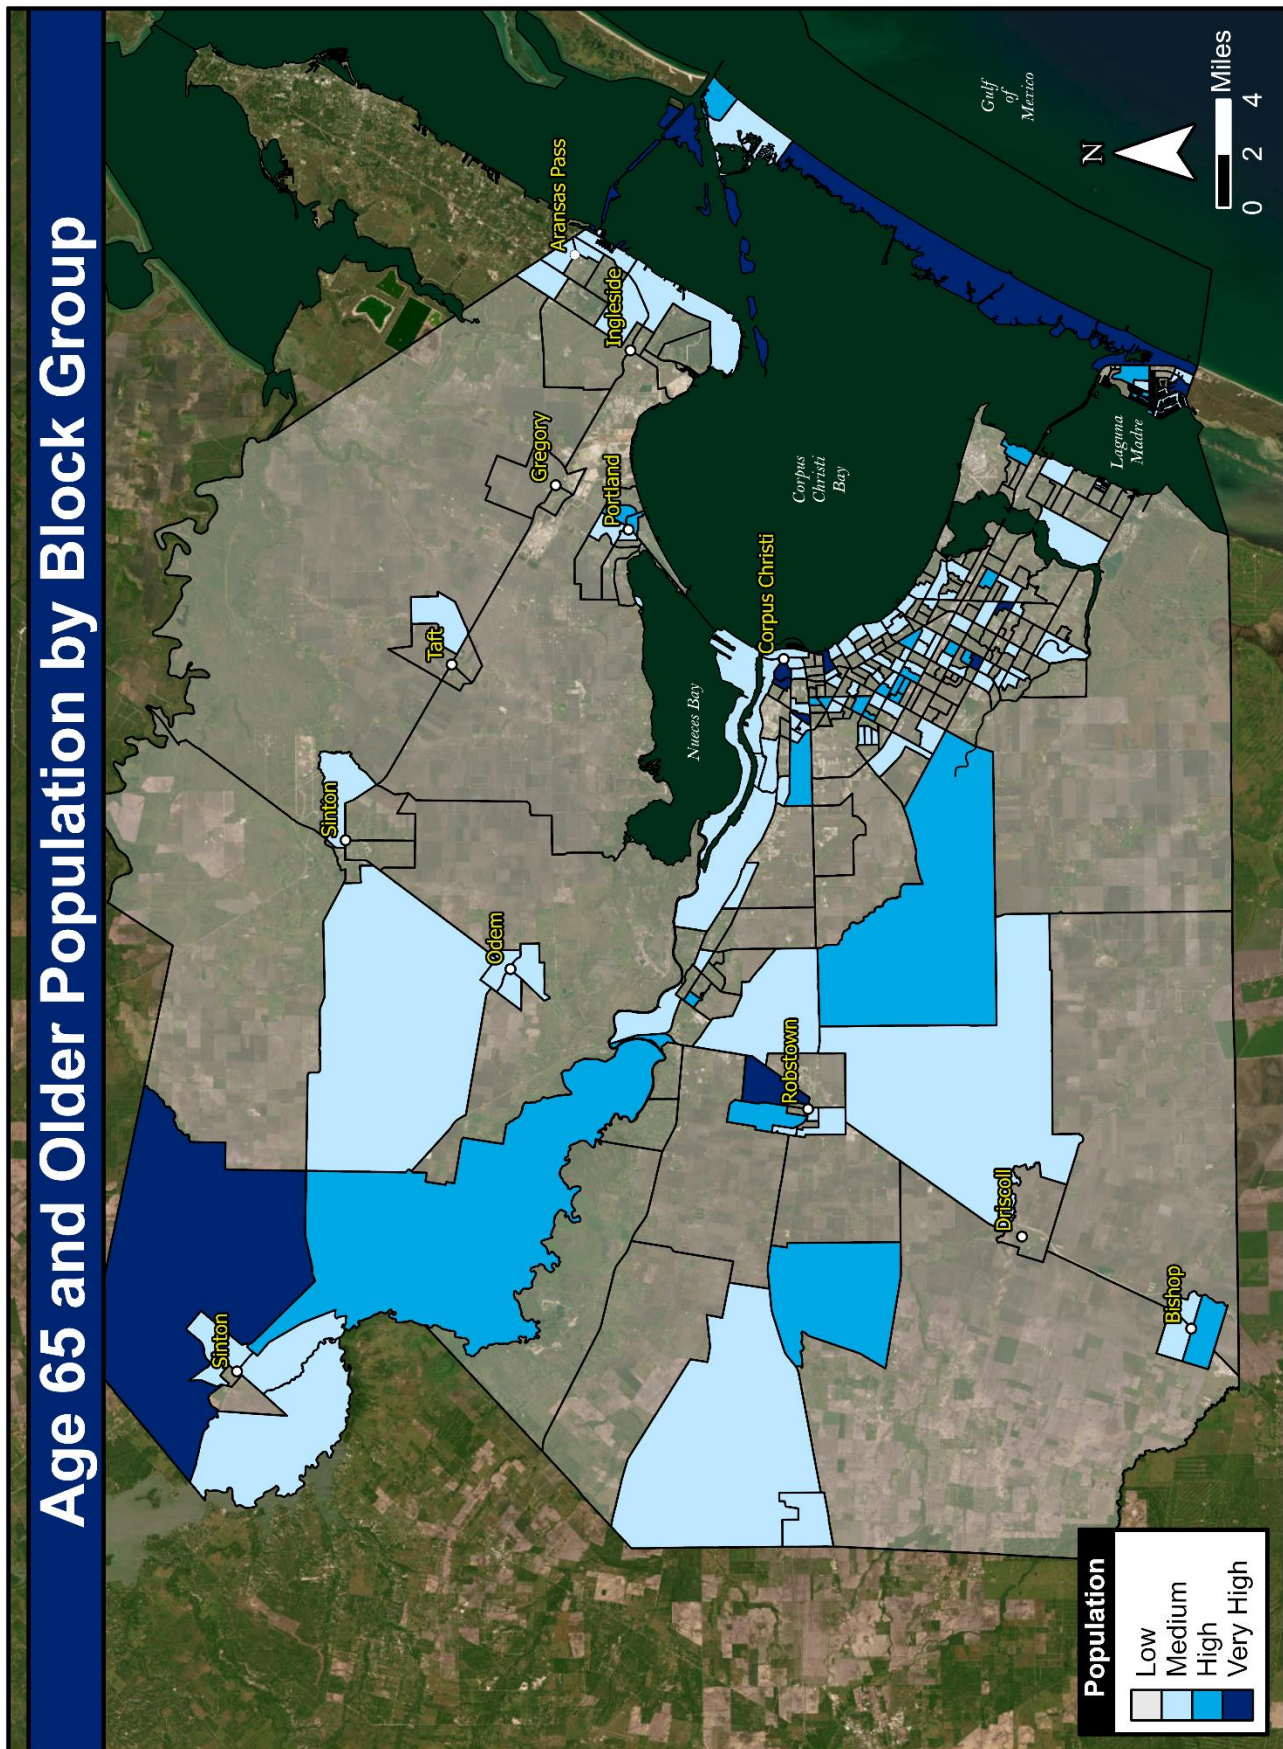 Age 65 and Older Population by Block Group
Sinton
Sinton
Odem
Taft
Gregory
Aransas Pass
Ingleside
Portland
Nueces Bay
Corpus Christi
Corpus
Christi
Bay
Robstown
Driscoll
Bishop
Laguna
Madre
Gulf
of
Mexico
N
0 2 4 Miles
Population
Low
Medium
High
Very High